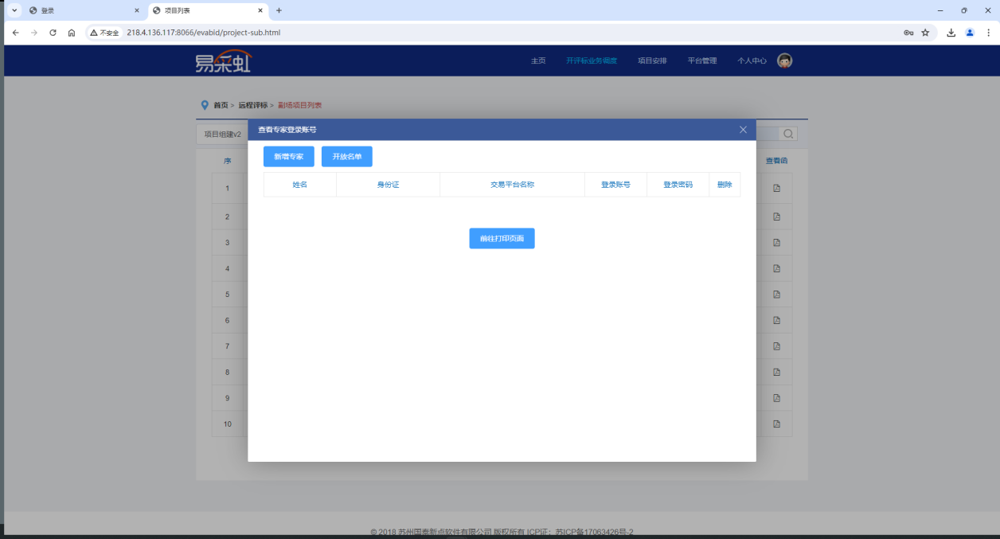 登录
项目列表
不安全 218.4.136.117:8066/evabid/project-sub.html
易采虹
主页 开评标业务调度 项目安排 平台管理 个人中心
首页 > 远程评标 > 副场项目列表
查看专家登录账号
项目组建v2
新增专家 开放名单
序 查看函
姓名 身份证 交易平台名称 登录账号 登录密码 删除
1
2
前往打印页面
3
4
5
6
7
8
9
10
© 2018 苏州国泰新点软件有限公司 版权所有 ICP证：苏ICP备17063426号-2